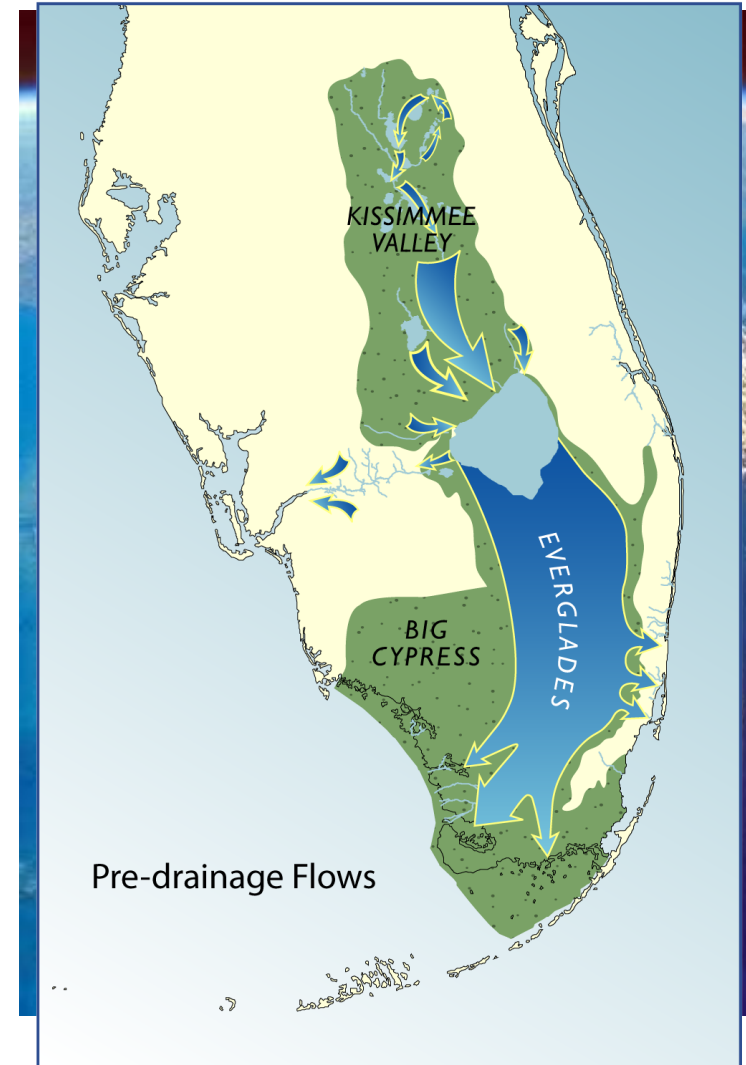 KISSIMMEE
VALLEY
EVERGLADES
BIG
CYPRESS
Pre-drainage Flows